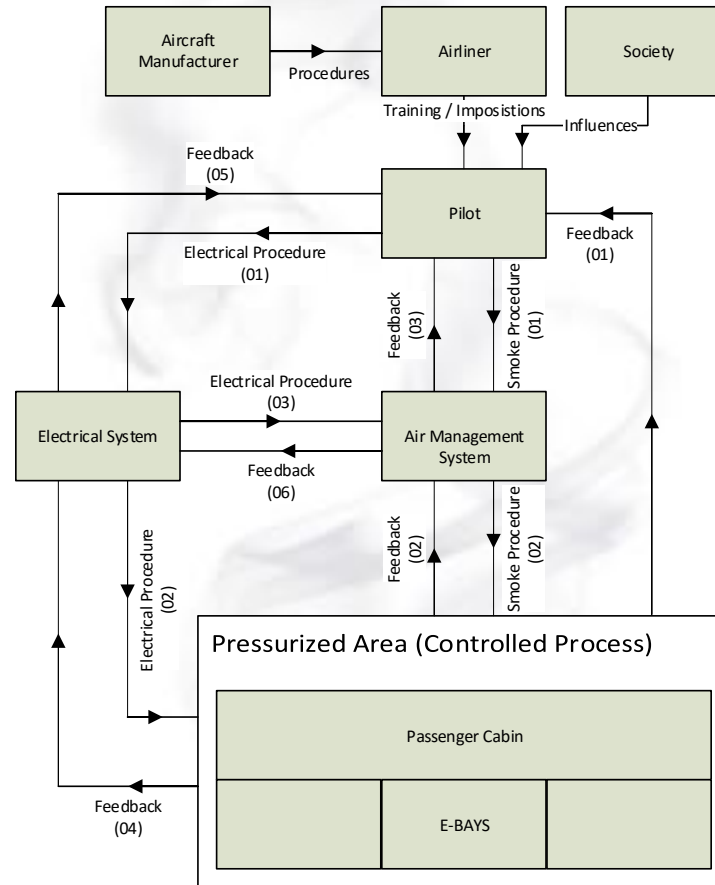 Aircraft
Manufacturer
Procedures
Airliner
Society
Training / Impositions
Influences
Feedback
(05)
Pilot
Feedback
(01)
Electrical Procedure
(01)
Feedback
(03)
Smoke Procedure
(01)
Electrical System
Electrical Procedure
(03)
Air Management
System
Feedback
(06)
Electrical Procedure
(02)
Feedback
(02)
Smoke Procedure
(02)
Pressurized Area (Controlled Process)
Passenger Cabin
E-BAYS
Feedback
(04)